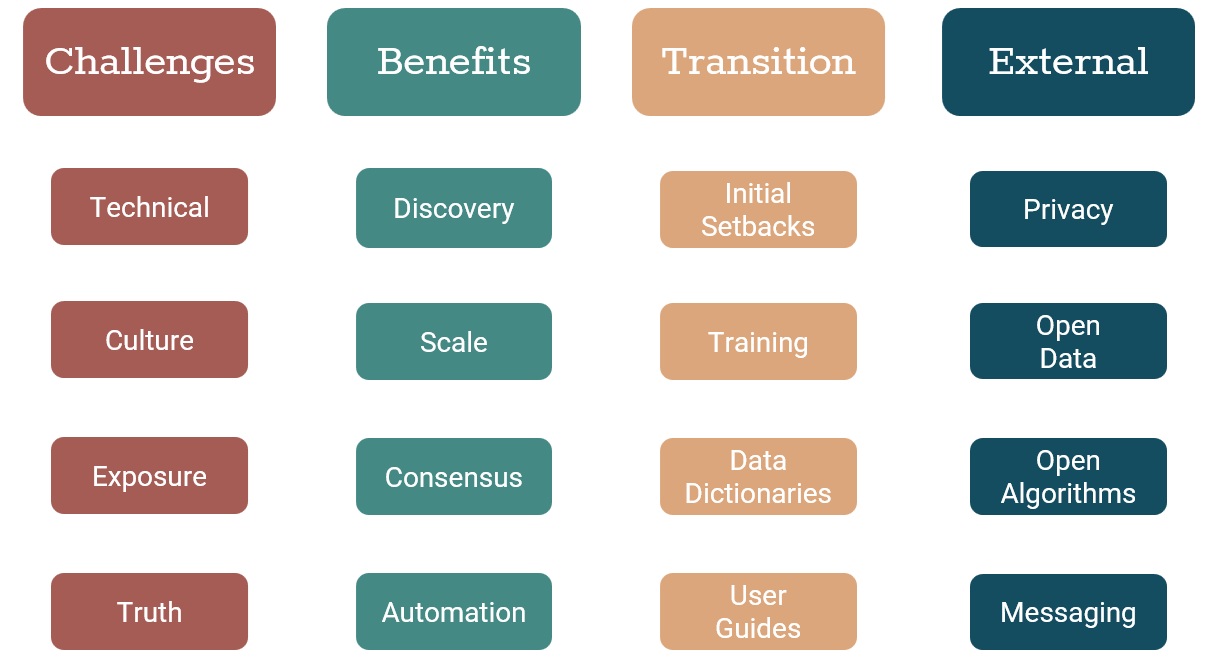 Challenges
Benefits
Transition
External
Technical
Discovery
Initial
Setbacks
Privacy
Culture
Scale
Training
Open
Data
Exposure
Consensus
Data
Dictionaries
Open
Algorithms
Truth
Automation
User
Guides
Messaging